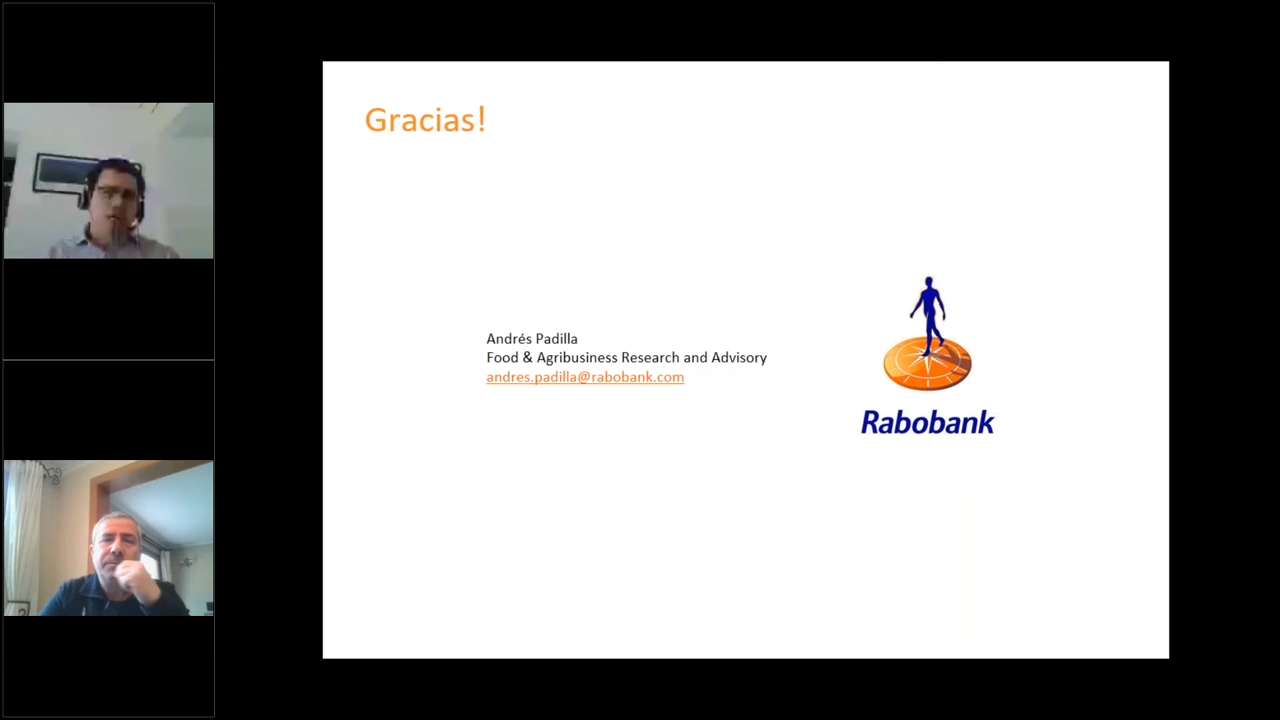 Gracias!
Andrés Padilla
Food & Agribusiness Research and Advisory
andres.padilla@rabobank.com
Rabobank